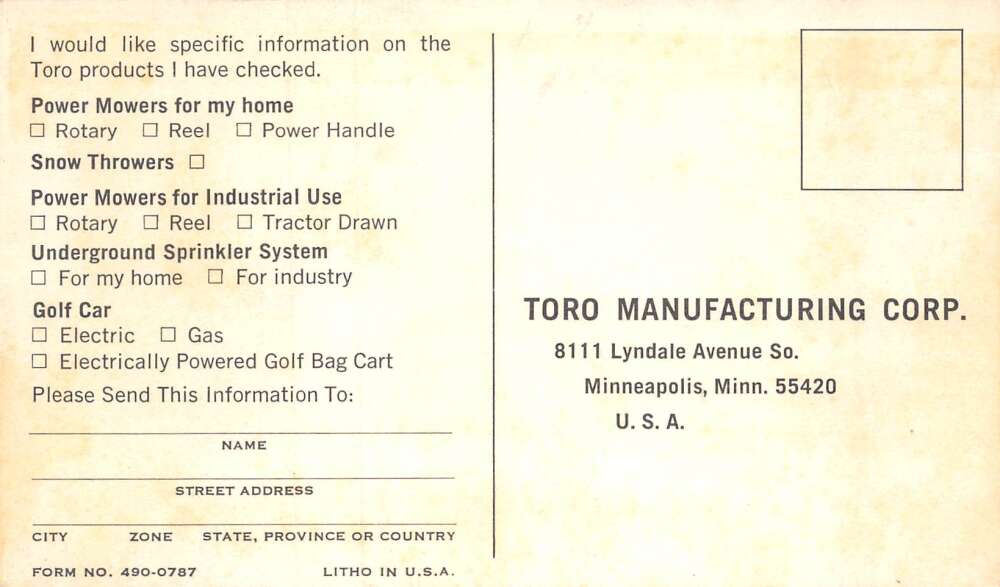 I would like specific information on the
Toro products I have checked.
Power Mowers for my home
☐ Rotary ☐ Reel ☐ Power Handle
Snow Throwers ☐
Power Mowers for Industrial Use
☐ Rotary ☐ Reel ☐ Tractor Drawn
Underground Sprinkler System
☐ For my home ☐ For industry
Golf Car
☐ Electric ☐ Gas
☐ Electrically Powered Golf Bag Cart
Please Send This Information To:
NAME
STREET ADDRESS
CITY ZONE STATE, PROVINCE OR COUNTRY
FORM NO. 490-0787 LITHO IN U.S.A.
TORO MANUFACTURING CORP.
8111 Lyndale Avenue So.
Minneapolis, Minn. 55420
U. S. A.